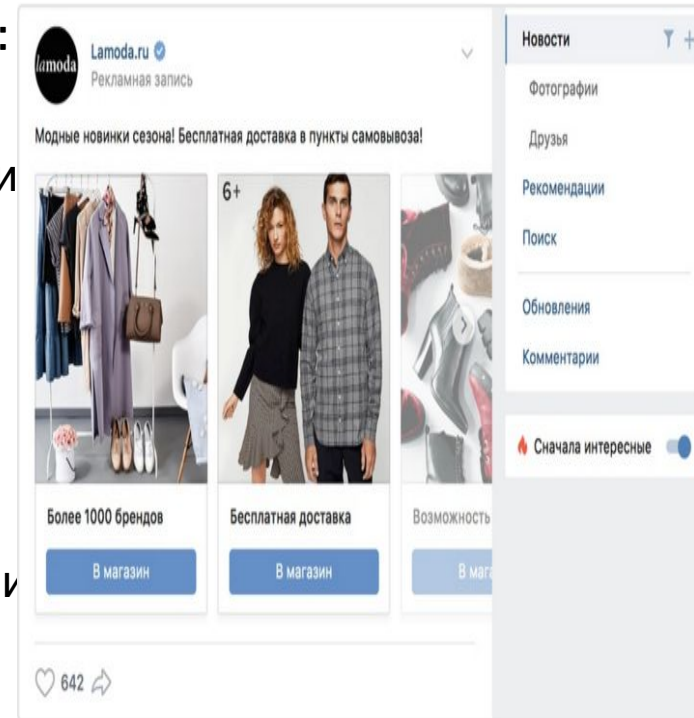 :
и
и
lamoda
Lamoda.ru
Рекламная запись
Модные новинки сезона! Бесплатная доставка в пункты самовывоза!
6+
Более 1000 брендов
Бесплатная доставка
Возможность
В магазин
В магазин
В мага
642
Новости
Фотографии
Друзья
Рекомендации
Поиск
Обновления
Комментарии
Сначала интересные